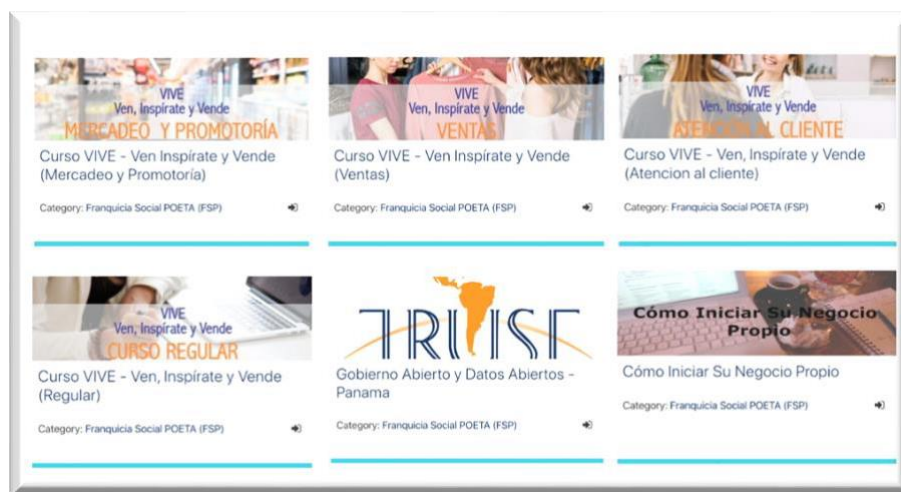 VIVE
Ven, Inspírate y Vende
MERCADEO Y PROMOTORÍA
Curso VIVE - Ven Inspírate y Vende
(Mercadeo y Promotoría)
Category: Franquicia Social POETA (FSP)
VIVE
Ven, Inspírate y Vende
VENTAS
Curso VIVE - Ven Inspírate y Vende
(Ventas)
Category: Franquicia Social POETA (FSP)
VIVE
Ven, Inspírate y Vende
ATENCIÓN AL CLIENTE
Curso VIVE - Ven, Inspírate y Vende
(Atencion al cliente)
Category: Franquicia Social POETA (FSP)
VIVE
Ven, Inspírate y Vende
CURSO REGULAR
Curso VIVE - Ven, Inspírate y Vende
(Regular)
Category: Franquicia Social POETA (FSP)
TRUST
Gobierno Abierto y Datos Abiertos -
Panama
Category: Franquicia Social POETA (FSP)
Cómo Iniciar Su Negocio
Propio
Cómo Iniciar Su Negocio Propio
Category: Franquicia Social POETA (FSP)